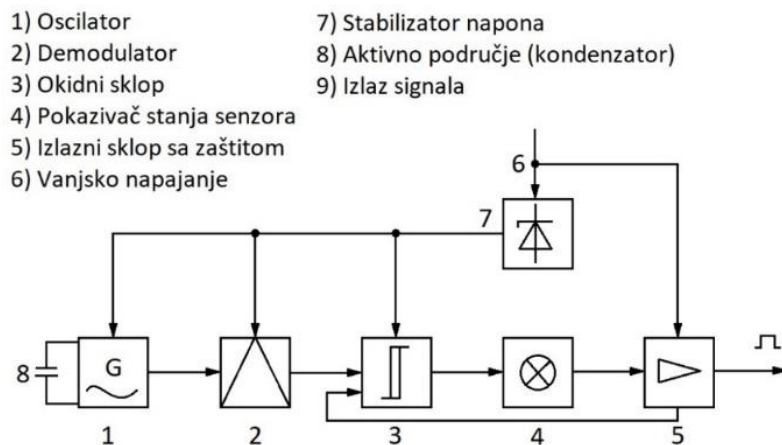 1) Oscilator
2) Demodulator
3) Okidni sklop
4) Pokazivač stanja senzora
5) Izlazni sklop sa zaštitom
6) Vanjsko napajanje
7) Stabilizator napona
8) Aktivno područje (kondenzator)
9) Izlaz signala
6
7
8
G
1
2
3
4
5